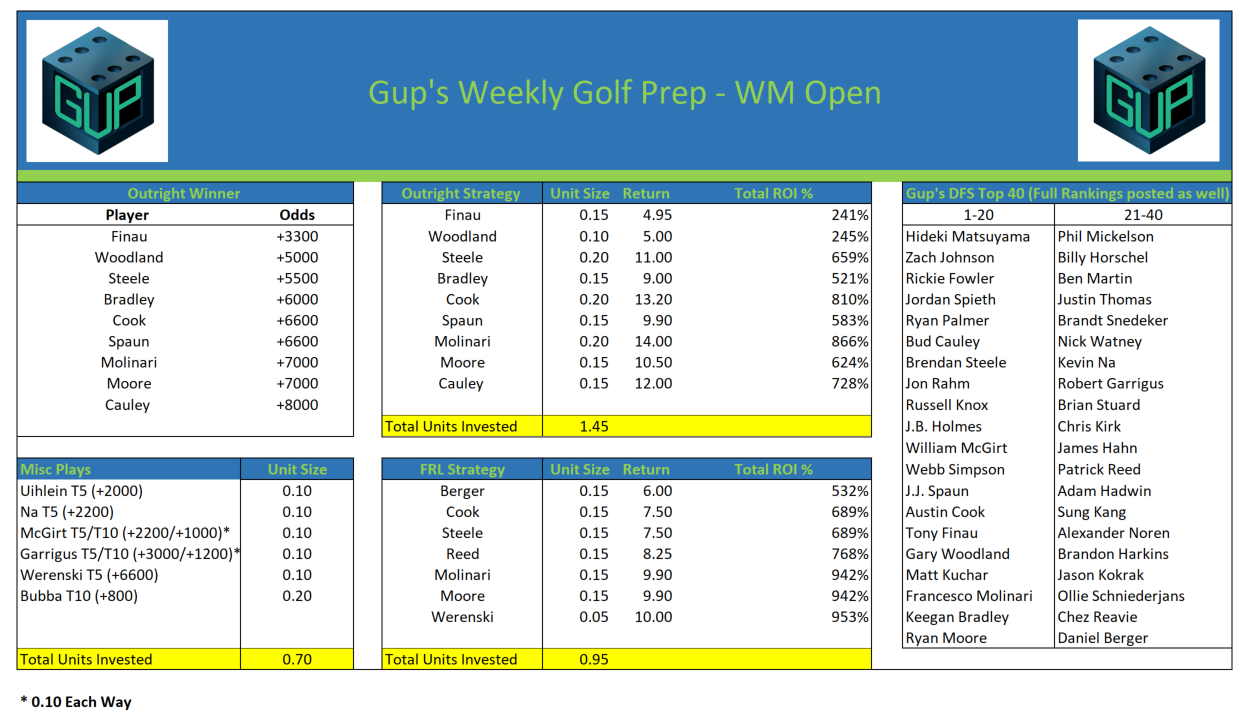 GUP
Gup's Weekly Golf Prep - WM Open
GUP
Outright Winner
Player Odds
Finau +3300
Woodland +5000
Steele +5500
Bradley +6000
Cook +6600
Spaun +6600
Molinari +7000
Moore +7000
Cauley +8000
Outright Strategy Unit Size Return Total ROI %
Finau 0.15 4.95 241%
Woodland 0.10 5.00 245%
Steele 0.20 11.00 659%
Bradley 0.15 9.00 521%
Cook 0.20 13.20 810%
Spaun 0.15 9.90 583%
Molinari 0.20 14.00 866%
Moore 0.15 10.50 624%
Cauley 0.15 12.00 728%
Total Units Invested 1.45
Misc Plays Unit Size
Uihlein T5 (+2000) 0.10
Na T5 (+2200) 0.10
McGirt T5/T10 (+2200/+1000)* 0.10
Garrigus T5/T10 (+3000/+1200)* 0.10
Werenski T5 (+6600) 0.10
Bubba T10 (+800) 0.20
Total Units Invested 0.70
FRL Strategy Unit Size Return Total ROI %
Berger 0.15 6.00 532%
Cook 0.15 7.50 689%
Steele 0.15 7.50 689%
Reed 0.15 8.25 768%
Molinari 0.15 9.90 942%
Moore 0.15 9.90 942%
Werenski 0.05 10.00 953%
Total Units Invested 0.95
Gup's DFS Top 40 (Full Rankings posted as well)
1-20 21-40
Hideki Matsuyama Phil Mickelson
Zach Johnson Billy Horschel
Rickie Fowler Ben Martin
Jordan Spieth Justin Thomas
Ryan Palmer Brandt Snedeker
Bud Cauley Nick Watney
Brendan Steele Kevin Na
Jon Rahm Robert Garrigus
Russell Knox Brian Stuard
J.B. Holmes Chris Kirk
William McGirt James Hahn
Webb Simpson Patrick Reed
J.J. Spaun Adam Hadwin
Austin Cook Sung Kang
Tony Finau Alexander Noren
Gary Woodland Brandon Harkins
Matt Kuchar Jason Kokrak
Francesco Molinari Ollie Schniederjans
Keegan Bradley Chez Reavie
Ryan Moore Daniel Berger
* 0.10 Each Way